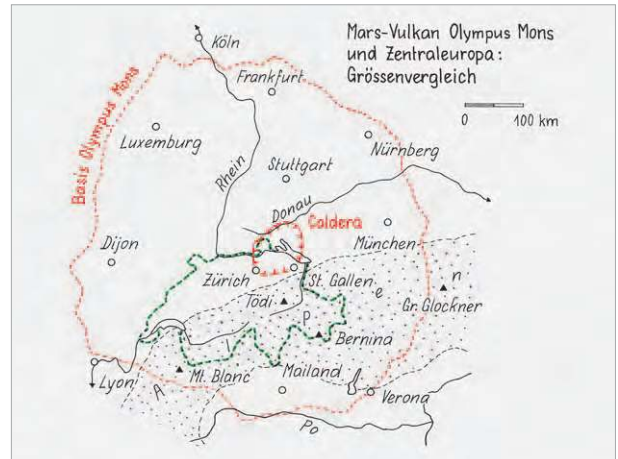 Mars-Vulkan Olympus Mons
und Zentraleuropa:
Grössenvergleich
0 100 km
Köln
Frankfurt
Basis Olympus Mons
Luxemburg
Rhein
Nürnberg
Stuttgart
Donau
Caldera
München
Dijon
Zürich
St. Gallen
Tödi
Gr. Glockner
Bernina
Mt. Blanc
Mailand
Lyon
Verona
Po
A l p e n